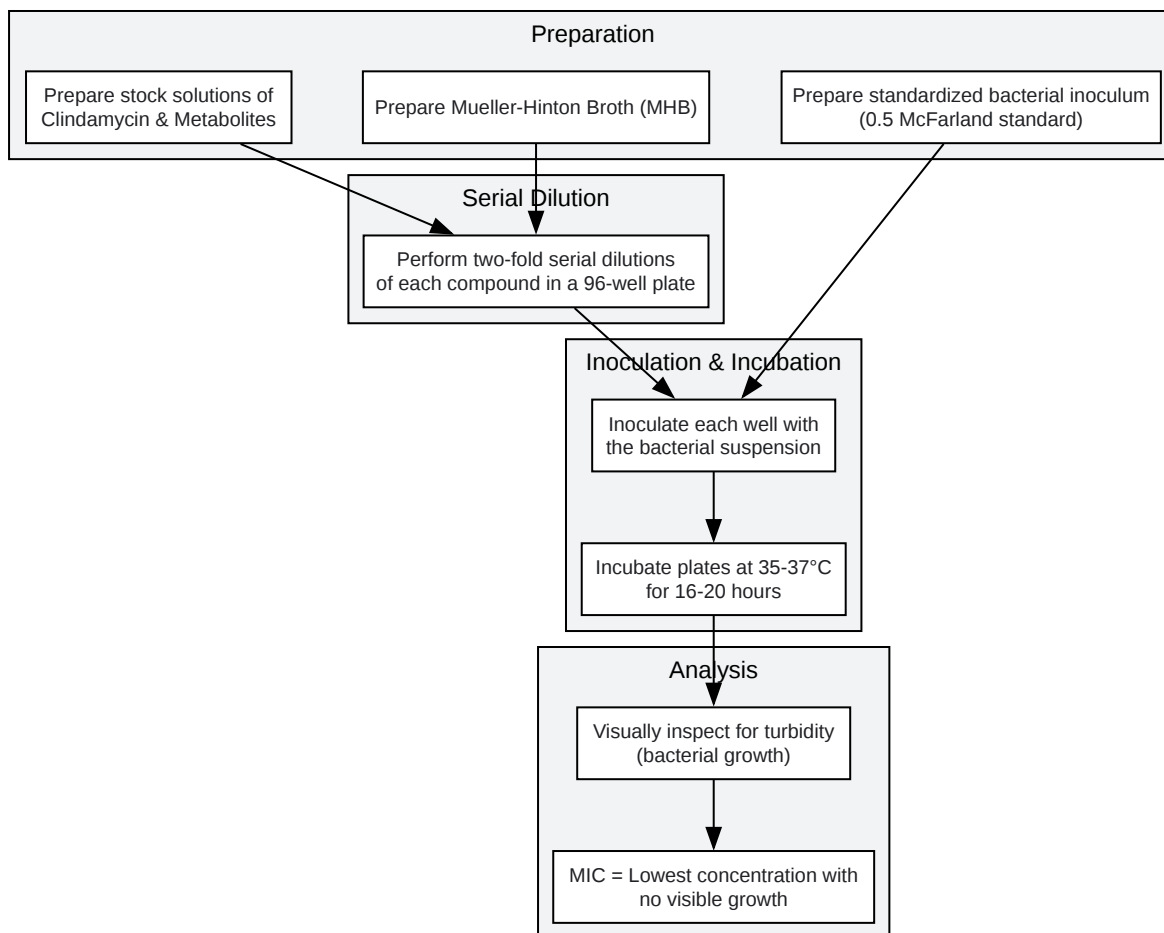 Preparation
Prepare stock solutions of
Clindamycin & Metabolites
Prepare Mueller-Hinton Broth (MHB)
Prepare standardized bacterial inoculum
(0.5 McFarland standard)
Serial Dilution
Perform two-fold serial dilutions
of each compound in a 96-well plate
Inoculation & Incubation
Inoculate each well with
the bacterial suspension
Incubate plates at 35-37°C
for 16-20 hours
Analysis
Visually inspect for turbidity
(bacterial growth)
MIC = Lowest concentration with
no visible growth